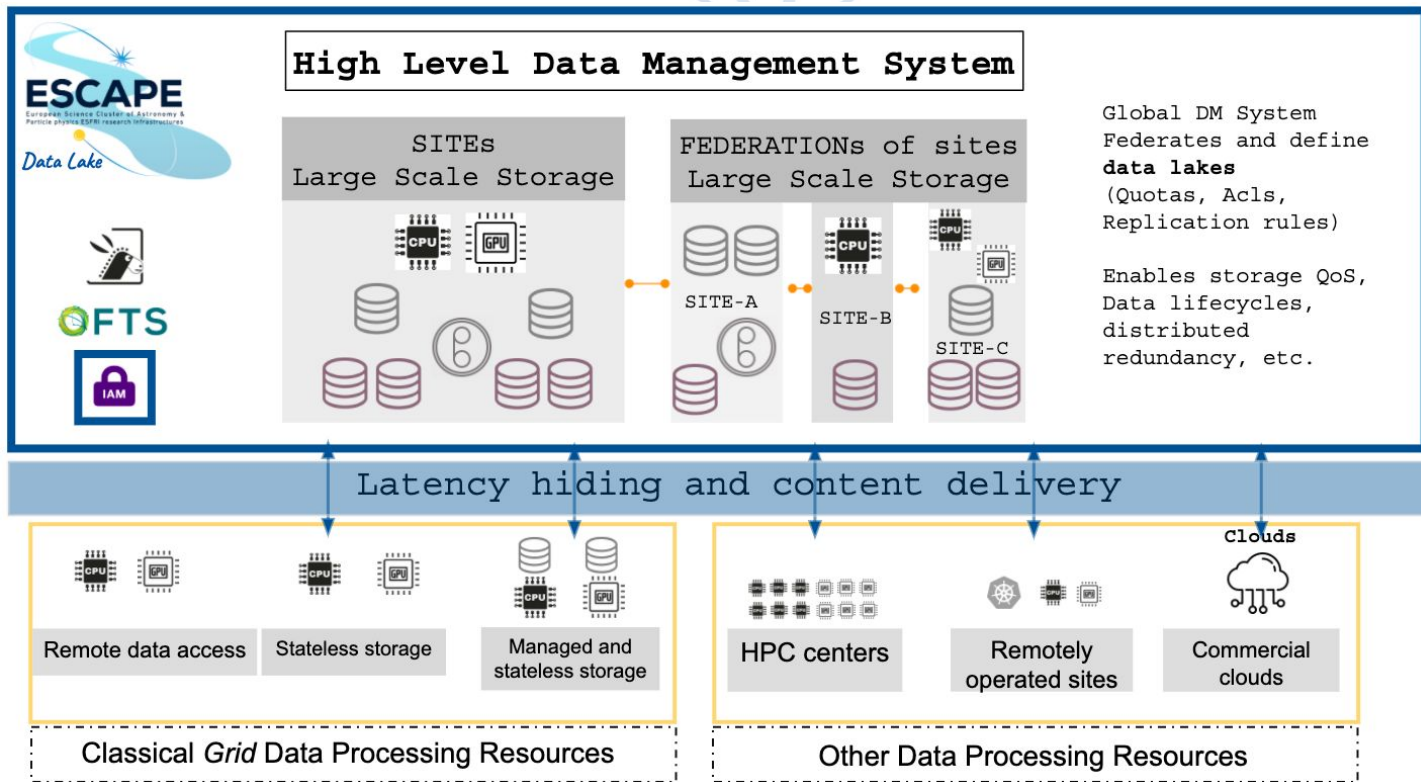 High Level Data Management System
ESCAPE
European Science Cluster of Astronomy &
Particle physics ESFRI research Infrastructures
Data Lake
SITEs
Large Scale Storage
FEDERATIONs of sites
Large Scale Storage
Global DM System
Federates and define
data lakes
(Quotas, Acls,
Replication rules)
Enables storage QoS,
Data lifecycles,
distributed
redundancy, etc.
CPU
GPU
CPU
CPU
GPU
SITE-A
SITE-B
SITE-C
FTS
IAM
Latency hiding and content delivery
CPU
GPU
CPU
GPU
CPU
GPU
Clouds
Remote data access
Stateless storage
Managed and
stateless storage
HPC centers
Remotely
operated sites
Commercial
clouds
Classical Grid Data Processing Resources
Other Data Processing Resources